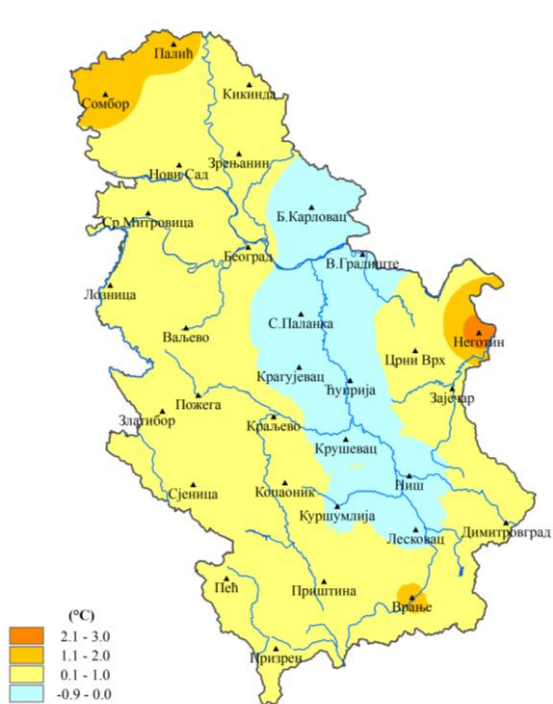 Палић
Сомбор
Кикинда
Зрењанин
Нови Сад
Б.Карловац
Ср.Митровица
Београд
В.Градиште
Лозница
С.Паланка
Ваљево
Неготин
Црни Врх
Крагујевац
Ћуприја
Зајечар
Пожега
Златибор
Краљево
Крушевац
Ниш
Сјеница
Копаоник
Куршумлија
Димитровград
Лесковац
Пећ
Приштина
Врање
Призрен
(°C)
2.1 - 3.0
1.1 - 2.0
0.1 - 1.0
-0.9 - 0.0